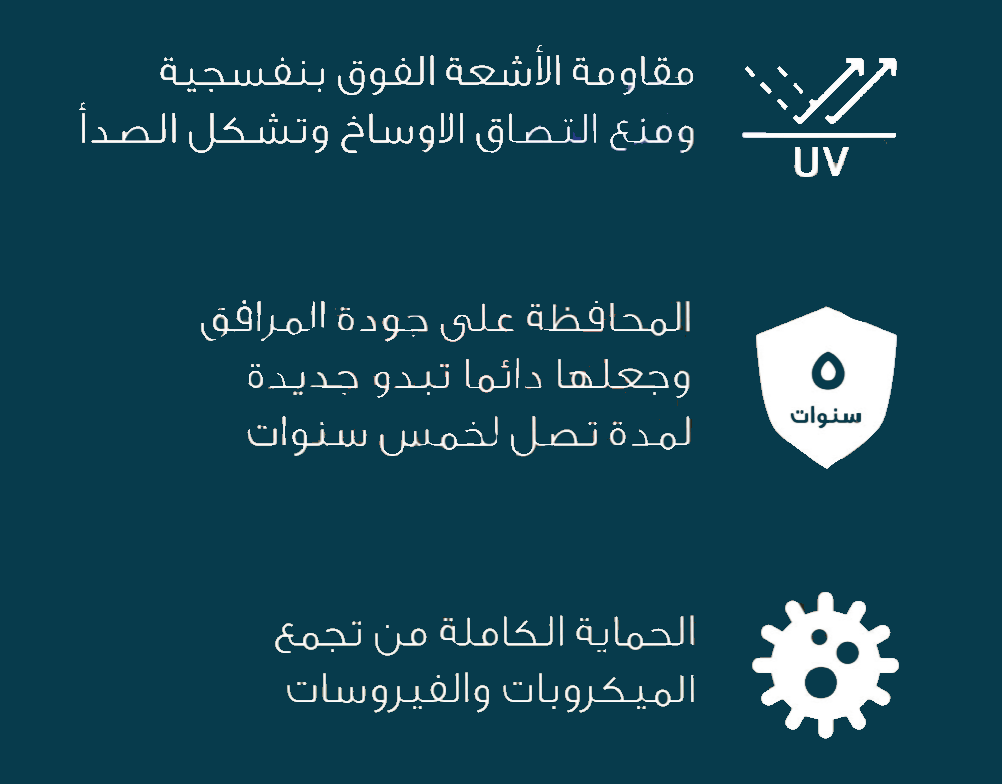 مقاومة الأشعة الفوق بنفسجية
ومنع التصاق الاوساخ وتشكل الصدأ
UV
المحافظة على جودة المرافق
وجعلها دائما تبدو جديدة
لمدة تصل لخمس سنوات
٥
سنوات
الحماية الكاملة من تجمع
الميكروبات والفيروسات